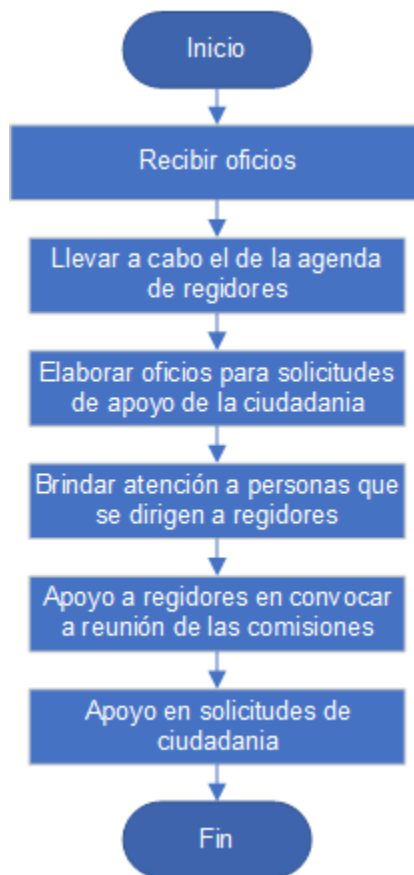 Inicio
Recibir oficios
Llevar a cabo el de la agenda
de regidores
Elaborar oficios para solicitudes
de apoyo de la ciudadania
Brindar atención a personas que
se dirigen a regidores
Apoyo a regidores en convocar
a reunión de las comisiones
Apoyo en solicitudes de
ciudadania
Fin